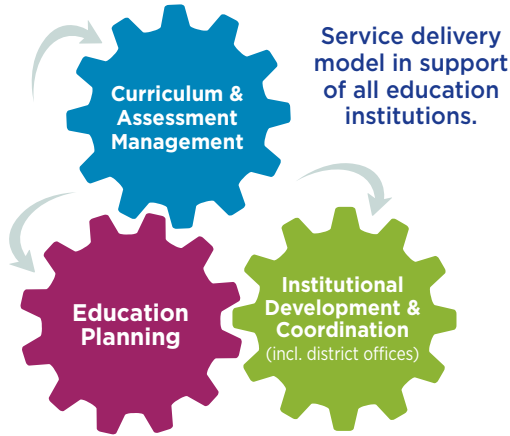 Service delivery
model in support
of all education
institutions.
Curriculum &
Assessment
Management
Education
Planning
Institutional
Development &
Coordination
(incl. district offices)